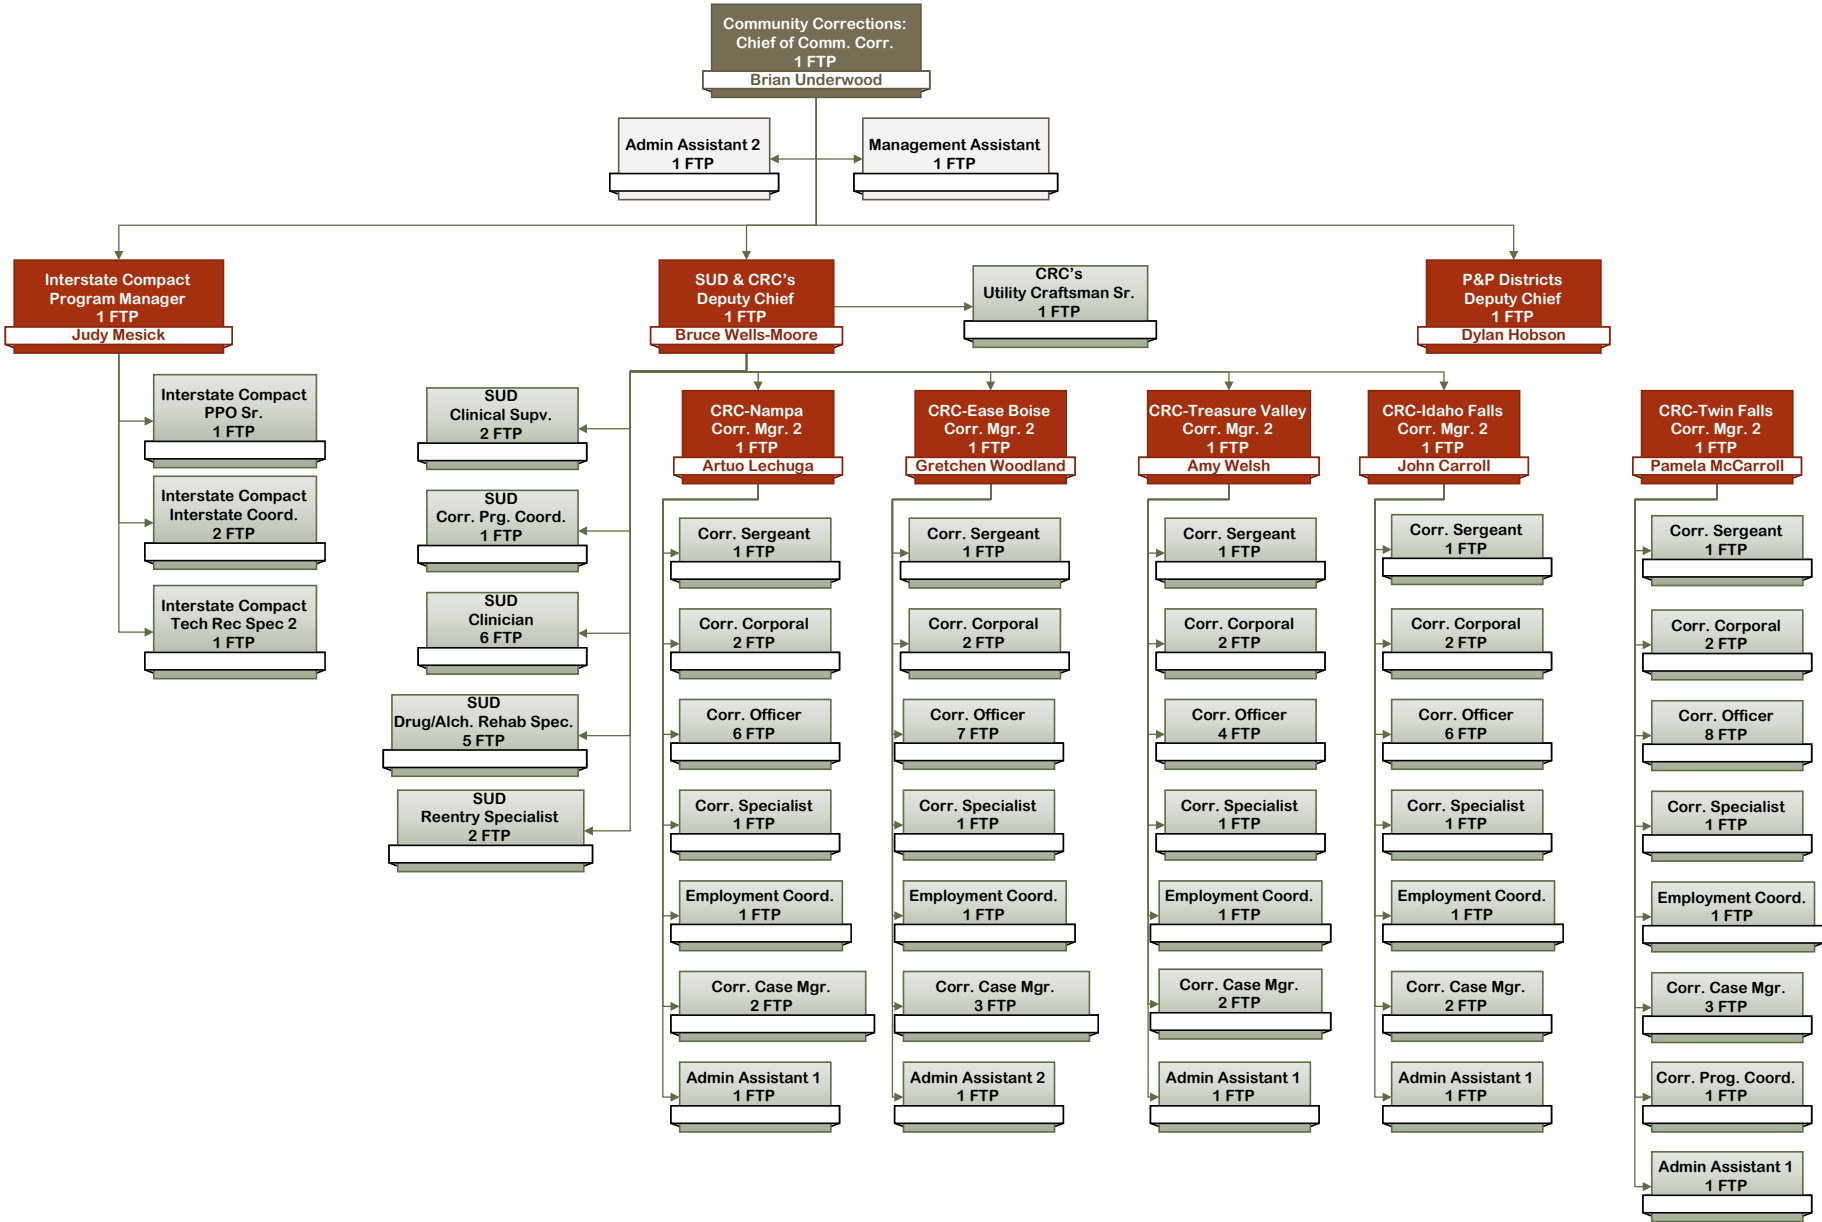 Community Corrections:
Chief of Comm. Corr.
1 FTP
Brian Underwood
Admin Assistant 2
1 FTP
Management Assistant
1 FTP
Interstate Compact
Program Manager
1 FTP
Judy Mesick
SUD & CRC's
Deputy Chief
1 FTP
Bruce Wells-Moore
CRC's
Utility Craftsman Sr.
1 FTP
P&P Districts
Deputy Chief
1 FTP
Dylan Hobson
Interstate Compact
PPO Sr.
1 FTP
Interstate Compact
Interstate Coord.
2 FTP
Interstate Compact
Tech Rec Spec 2
1 FTP
SUD
Clinical Supv.
2 FTP
SUD
Corr. Prg. Coord.
1 FTP
SUD
Clinician
6 FTP
SUD
Drug/Alch. Rehab Spec.
5 FTP
SUD
Reentry Specialist
2 FTP
CRC-Nampa
Corr. Mgr. 2
1 FTP
Artuo Lechuga
Corr. Sergeant
1 FTP
Corr. Corporal
2 FTP
Corr. Officer
6 FTP
Corr. Specialist
1 FTP
Employment Coord.
1 FTP
Corr. Case Mgr.
2 FTP
Admin Assistant 1
1 FTP
CRC-Ease Boise
Corr. Mgr. 2
1 FTP
Gretchen Woodland
Corr. Sergeant
1 FTP
Corr. Corporal
2 FTP
Corr. Officer
7 FTP
Corr. Specialist
1 FTP
Employment Coord.
1 FTP
Corr. Case Mgr.
3 FTP
Admin Assistant 2
1 FTP
CRC-Treasure Valley
Corr. Mgr. 2
1 FTP
Amy Welsh
Corr. Sergeant
1 FTP
Corr. Corporal
2 FTP
Corr. Officer
4 FTP
Corr. Specialist
1 FTP
Employment Coord.
1 FTP
Corr. Case Mgr.
2 FTP
Admin Assistant 1
1 FTP
CRC-Idaho Falls
Corr. Mgr. 2
1 FTP
John Carroll
Corr. Sergeant
1 FTP
Corr. Corporal
2 FTP
Corr. Officer
6 FTP
Corr. Specialist
1 FTP
Employment Coord.
1 FTP
Corr. Case Mgr.
2 FTP
Admin Assistant 1
1 FTP
CRC-Twin Falls
Corr. Mgr. 2
1 FTP
Pamela McCarroll
Corr. Sergeant
1 FTP
Corr. Corporal
2 FTP
Corr. Officer
8 FTP
Corr. Specialist
1 FTP
Employment Coord.
1 FTP
Corr. Case Mgr.
3 FTP
Corr. Prog. Coord.
1 FTP
Admin Assistant 1
1 FTP